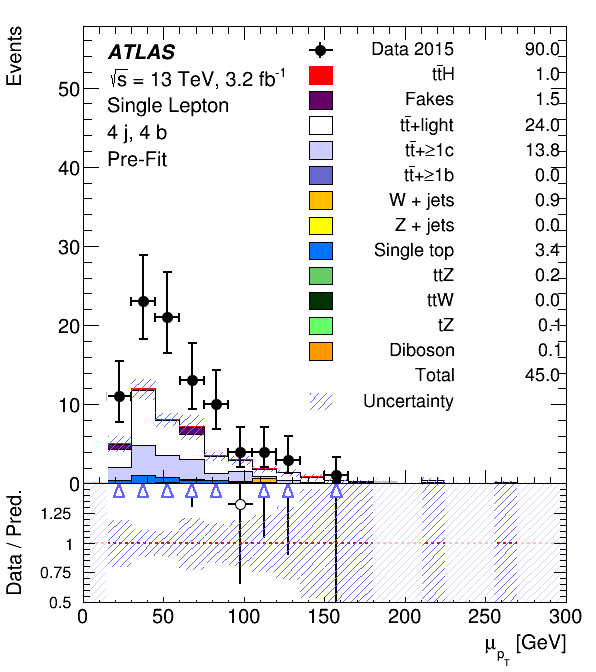 Events
ATLAS
√s = 13 TeV, 3.2 fb⁻¹
Single Lepton
4 j, 4 b
Pre-Fit
Data 2015 90.0
tt̄H 1.0
Fakes 1.5
tt̄+light 24.0
tt̄+≥1c 13.8
tt̄+≥1b 0.0
W + jets 0.9
Z + jets 0.0
Single top 3.4
ttZ 0.2
ttW 0.0
tZ 0.1
Diboson 0.1
Total 45.0
Uncertainty
50
40
30
20
10
0
Data / Pred.
1.25
1
0.75
0.5
0 50 100 150 200 250 300
μ_pT [GeV]